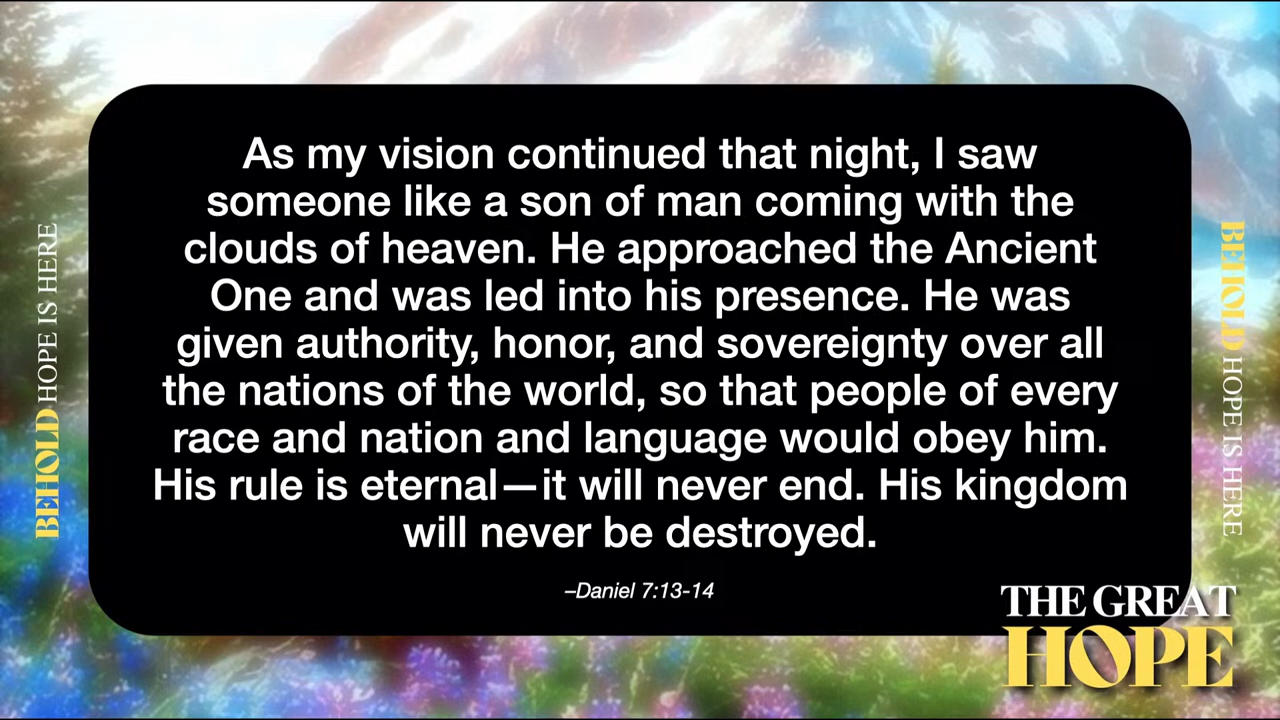 As my vision continued that night, I saw
someone like a son of man coming with the
clouds of heaven. He approached the Ancient
One and was led into his presence. He was
given authority, honor, and sovereignty over all
the nations of the world, so that people of every
race and nation and language would obey him.
His rule is eternal—it will never end. His kingdom
will never be destroyed.
–Daniel 7:13-14
BEHOLD HOPE IS HERE
BEHOLD HOPE IS HERE
THE GREAT
HOPE